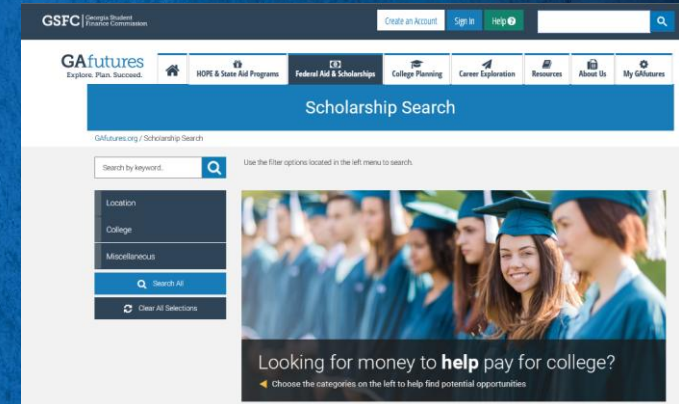 GSFC Georgia Student
Finance Commission
Create an Account Sign In Help
GAfutures
Explore. Plan. Succeed.
HOPE & State Aid Programs Federal Aid & Scholarships College Planning Career Exploration Resources About Us My GAfutures
Scholarship Search
GAfutures.org / Scholarship Search
Search by keyword..
Use the filter options located in the left menu to search.
Location
College
Miscellaneous
Search All
Clear All Selections
Looking for money to help pay for college?
Choose the categories on the left to help find potential opportunities